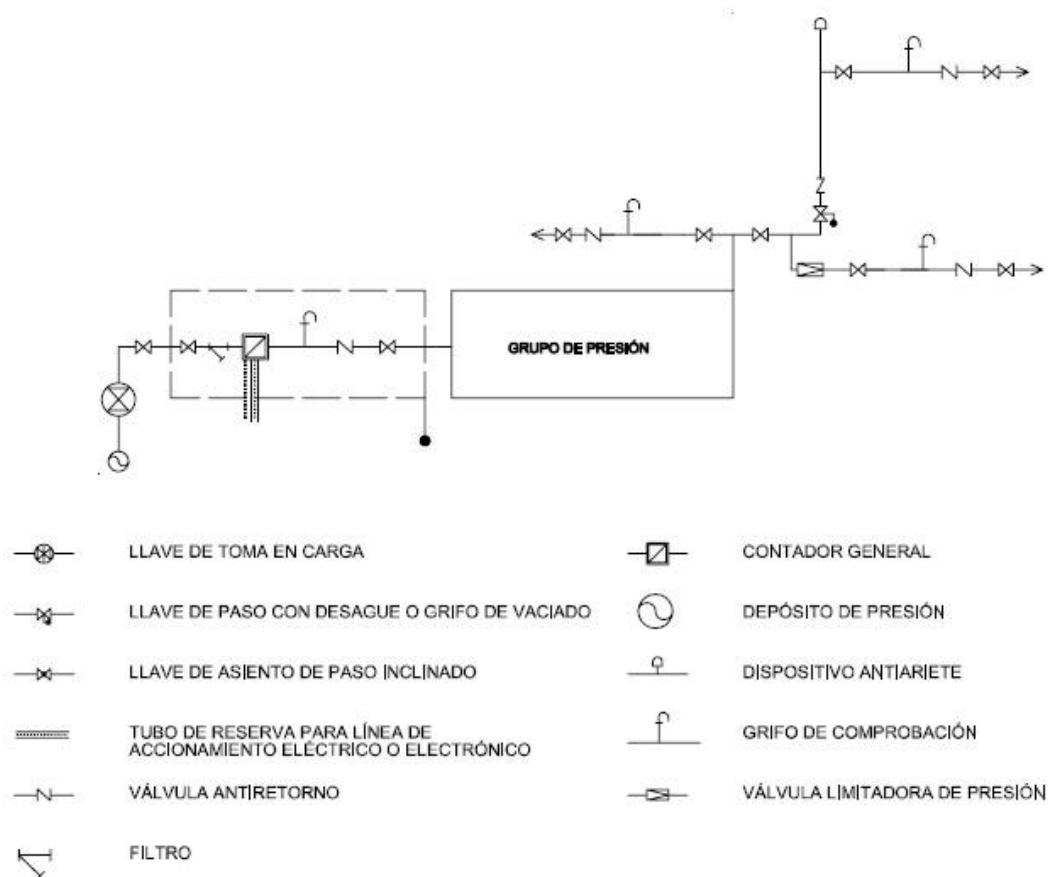 GRUPO DE PRESIÓN
LLAVE DE TOMA EN CARGA
CONTADOR GENERAL
LLAVE DE PASO CON DESAGUE O GRIFO DE VACIADO
DEPÓSITO DE PRESIÓN
LLAVE DE ASIENTO DE PASO INCLINADO
DISPOSITIVO ANTIARIETE
TUBO DE RESERVA PARA LÍNEA DE
ACCIONAMIENTO ELÉCTRICO O ELECTRÓNICO
GRIFO DE COMPROBACIÓN
VÁLVULA ANTIRETORNO
VÁLVULA LIMITADORA DE PRESIÓN
FILTRO